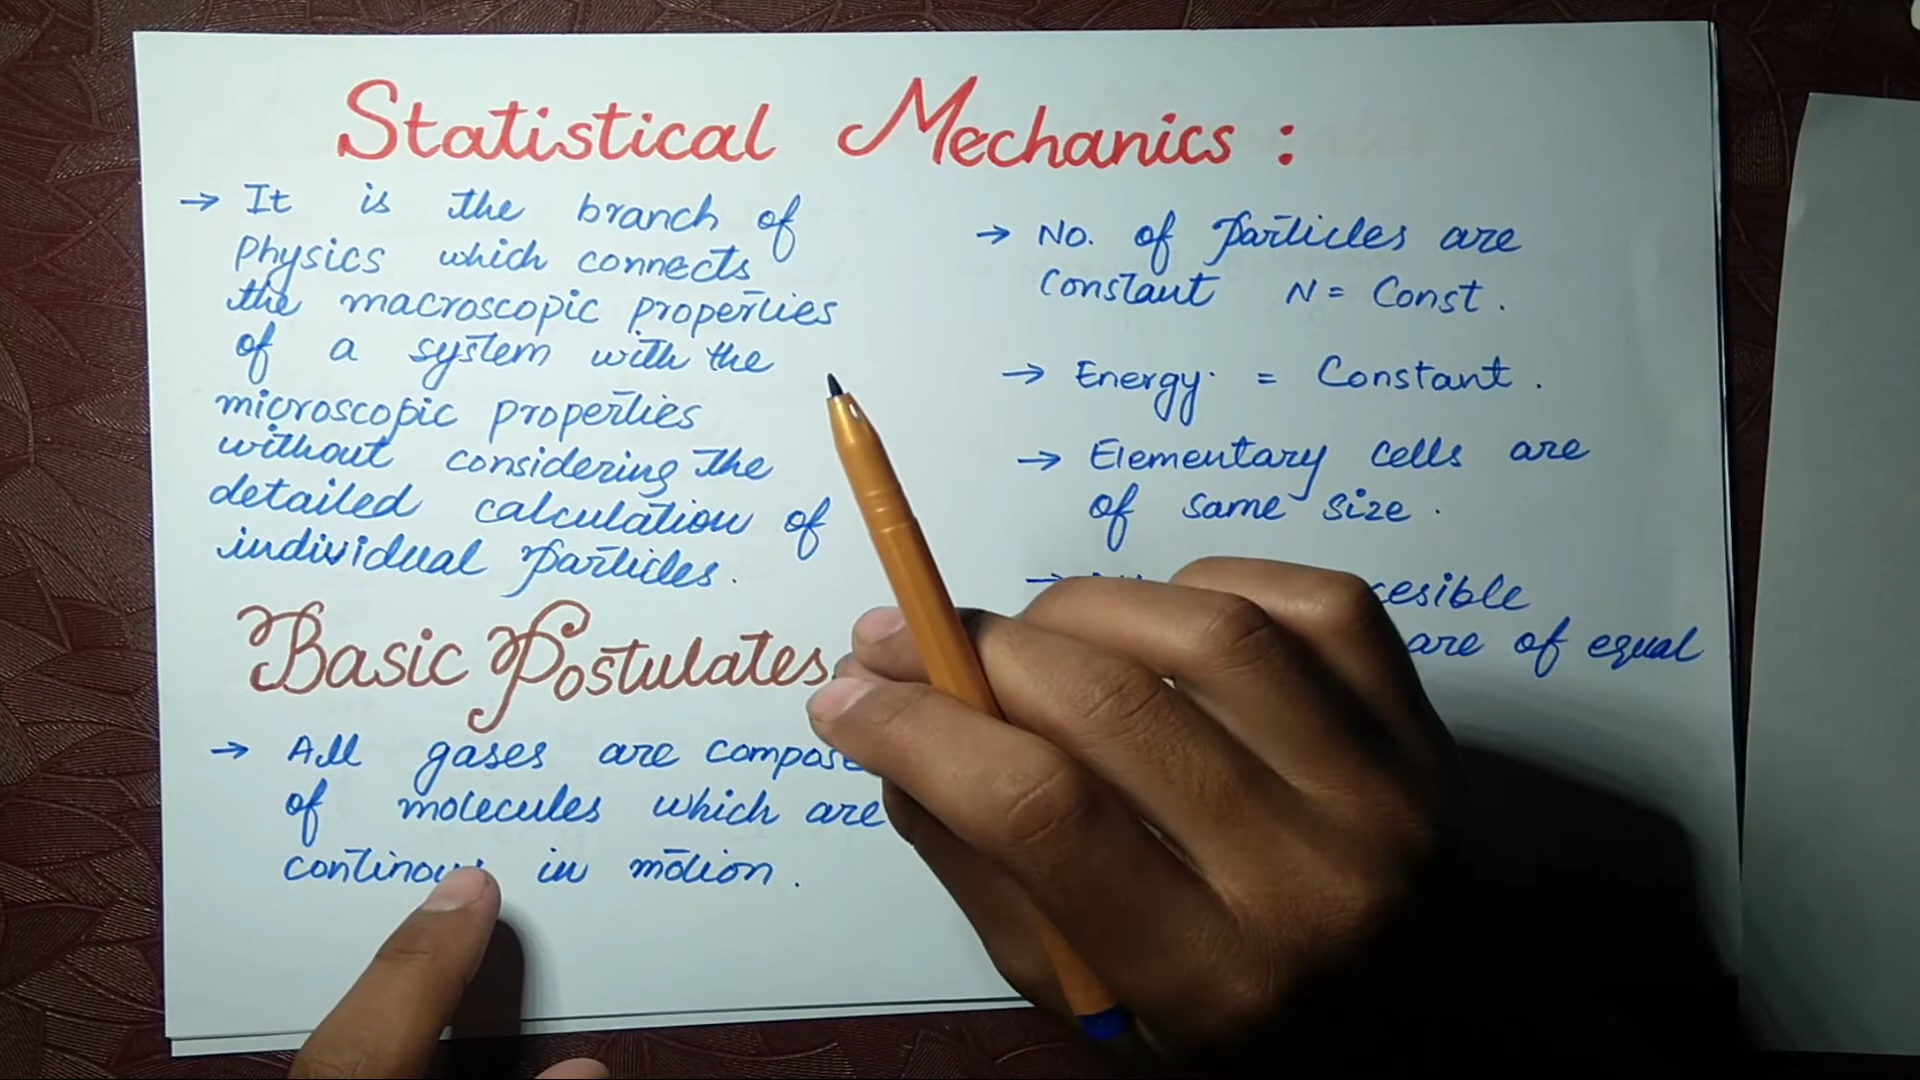 Statistical Mechanics :
→ It is the branch of
Physics which connects
the macroscopic properties
of a system with the
microscopic properties
without considering the
detailed calculation of
individual Particles.
Basic Postulates
→ All gases are compose
of molecules which are
continous in motion.
→ No. of Particles are
Constant N = Const.
→ Energy = Constant.
→ Elementary cells are
of same size.
→
are of equal